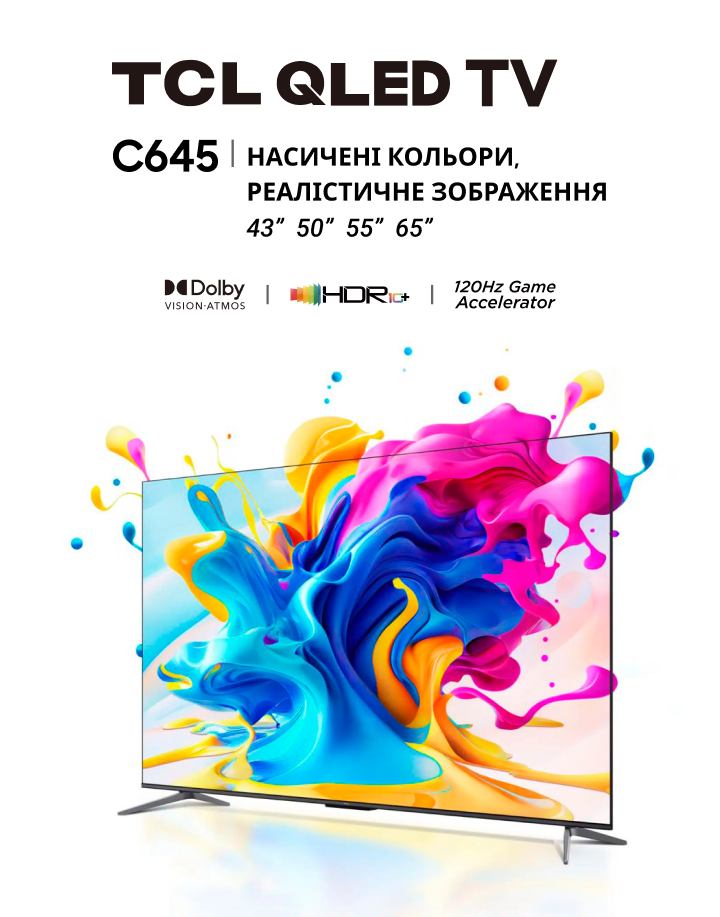 TCL QLED TV
C645 | НАСИЧЕНІ КОЛЬОРИ,
РЕАЛІСТИЧНЕ ЗОБРАЖЕННЯ
43” 50” 55” 65”
Dolby
VISION·ATMOS
HDR10+
120Hz Game
Accelerator